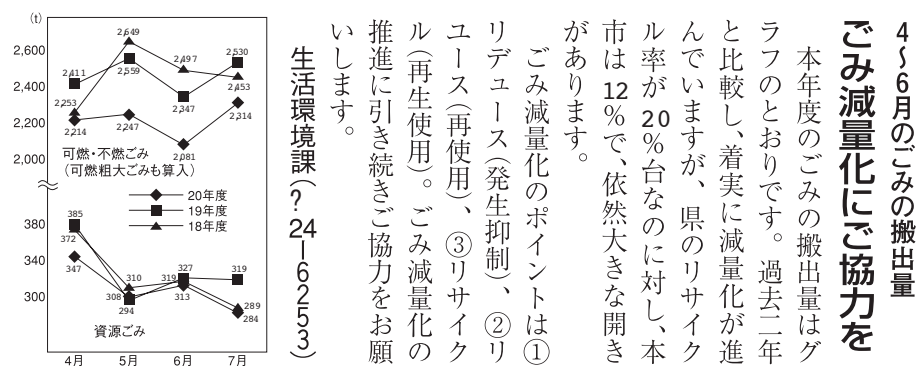 4～6月のごみの搬出量
ごみ減量化にご協力を
本年度のごみの搬出量はグ
ラフのとおりです。過去二年
と比較し、着実に減量化が進
んでいますが、県のリサイク
ル率が20％台なのに対し、本
市は12％で、依然大きな開き
があります。
ごみ減量化のポイントは①
リデュース(発生抑制)、②リ
ユース(再使用)、③リサイク
ル(再生使用)。ごみ減量化の
推進に引き続きご協力をお願
いします。
生活環境課(?24ー6253)
(t)
2,600
2,400
2,200
2,000
380
340
300
2,649
2,411
2,559
2,497
2,530
2,453
2,347
2,253
2,214
2,247
2,314
2,081
可燃・不燃ごみ
(可燃粗大ごみも算入)
20年度
19年度
18年度
385
372
347
310
308
294
319
327
313
319
289
284
資源ごみ
4月 5月 6月 7月